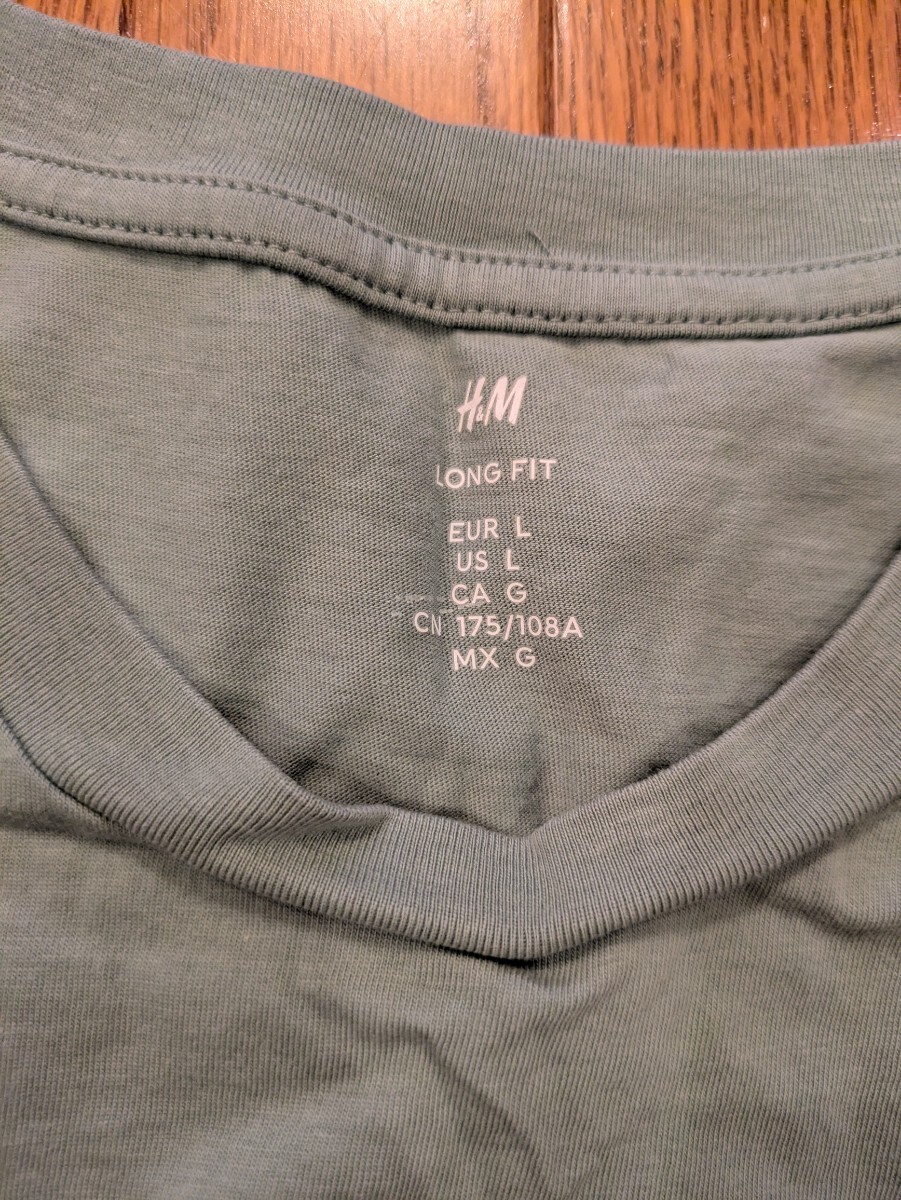 H&M
LONG FIT
EUR L
US L
CA G
CN 175/108A
MX G